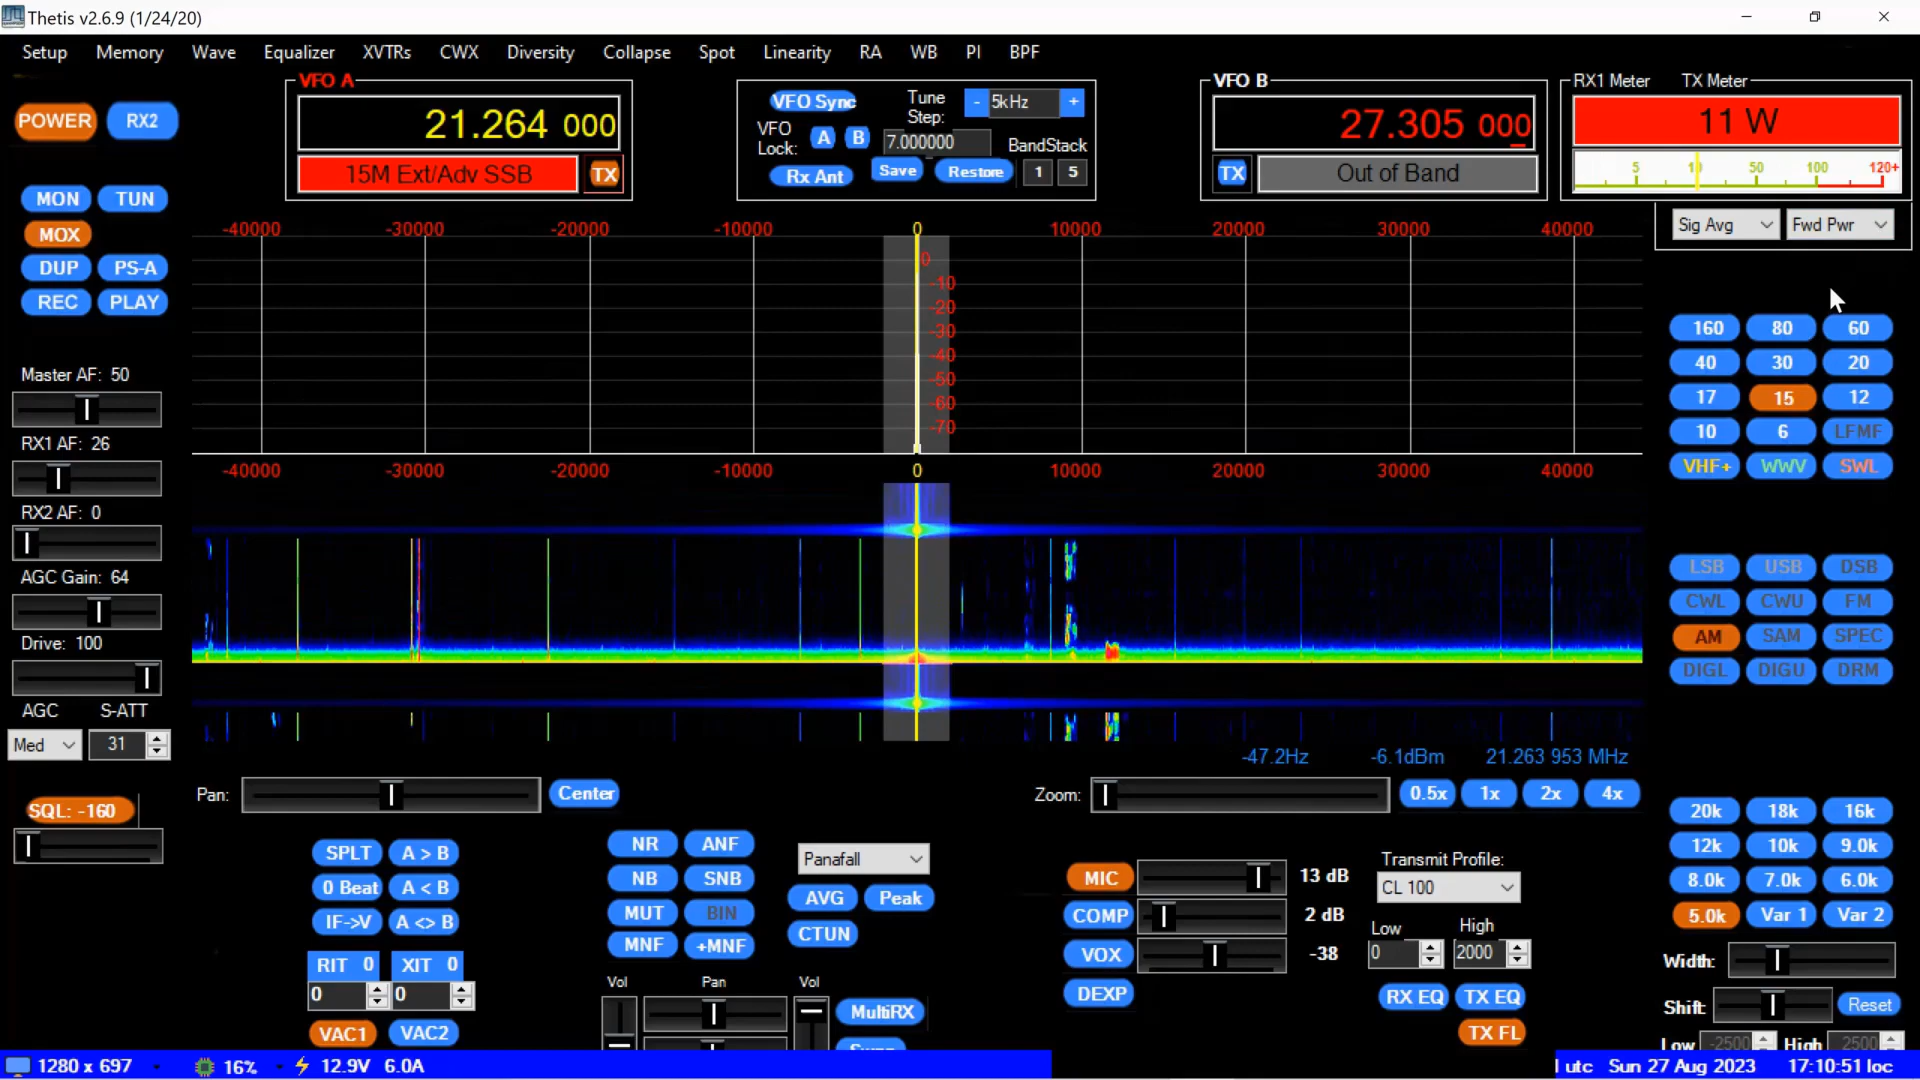 Thetis v2.6.9 (1/24/20)
Setup Memory Wave Equalizer XVTRs CWX Diversity Collapse Spot Linearity RA WB PI BPF
VFO A
21.264 000
15M Ext/Adv SSB TX
VFO Sync
Tune Step: - 5kHz +
VFO Lock: A B 7.000000
BandStack
Rx Ant Save Restore 1 5
VFO B
27.305 000
TX Out of Band
RX1 Meter TX Meter
11 W
5 10 50 100 120+
Sig Avg Fwd Pwr
POWER RX2
MON TUN
MOX
DUP PS-A
REC PLAY
Master AF: 50
RX1 AF: 26
RX2 AF: 0
AGC Gain: 64
Drive: 100
AGC S-ATT
Med 31
SQL: -160
-40000 -30000 -20000 -10000 0 10000 20000 30000 40000
0
-10
-20
-30
-40
-50
-60
-70
-40000 -30000 -20000 -10000 0 10000 20000 30000 40000
-47.2Hz -6.1dBm 21.263 953 MHz
160 80 60
40 30 20
17 15 12
10 6 LFMF
VHF+ WWV SWL
LSB USB DSB
CWL CWU FM
AM SAM SPEC
DIGL DIGU DRM
Pan: Center
Zoom: 0.5x 1x 2x 4x
SPLT A > B
0 Beat A < B
IF->V A <> B
RIT 0 XIT 0
0 0
VAC1 VAC2
NR ANF
NB SNB
MUT BIN
MNF +MNF
Panafall
AVG Peak
CTUN
Vol Pan Vol
MultiRX
MIC 13 dB
COMP 2 dB
VOX -38
DEXP
Transmit Profile:
CL 100
Low High
0 2000
RX EQ TX EQ
TX FL
20k 18k 16k
12k 10k 9.0k
8.0k 7.0k 6.0k
5.0k Var 1 Var 2
Width:
Shift: Reset
Low -2500 High 2500
1280 x 697 16% 12.9V 6.0A
utc Sun 27 Aug 2023 17:10:51 loc